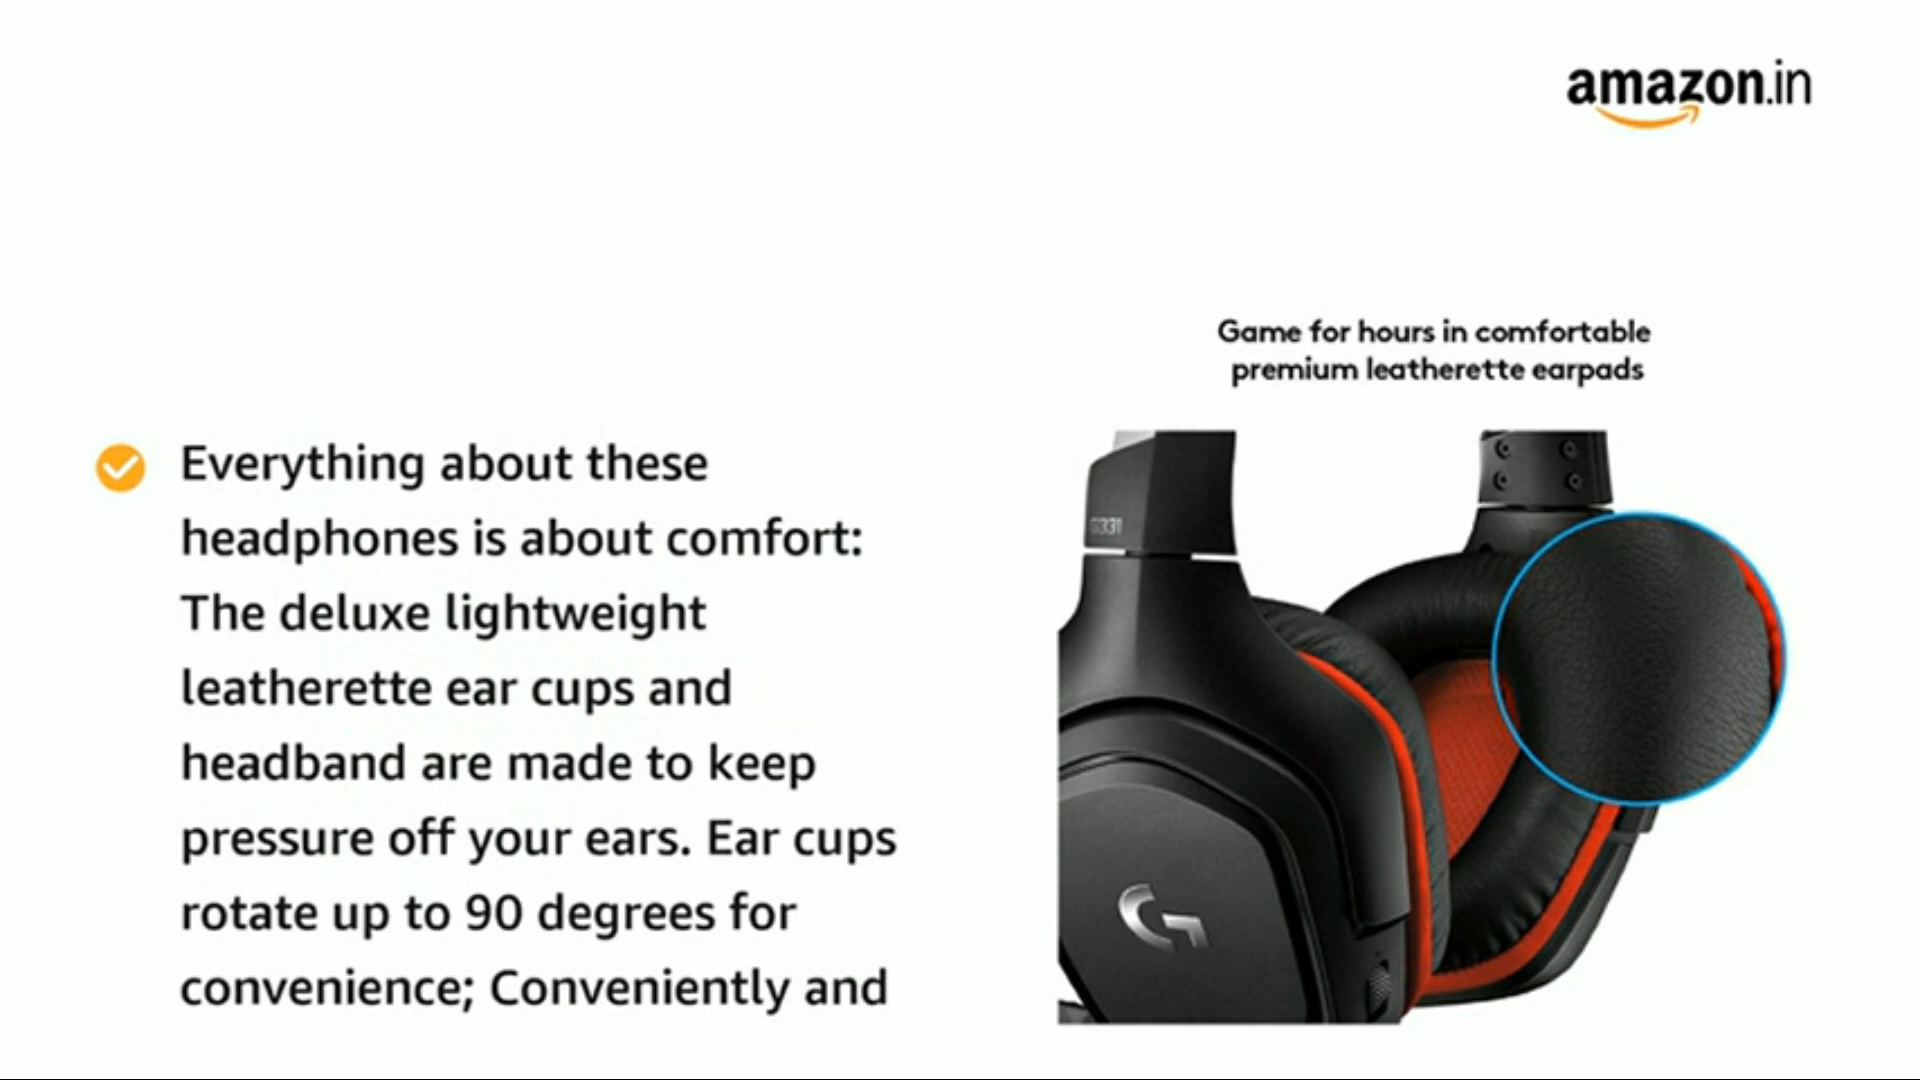 amazon.in
Game for hours in comfortable
premium leatherette earpads
Everything about these
headphones is about comfort:
The deluxe lightweight
leatherette ear cups and
headband are made to keep
pressure off your ears. Ear cups
rotate up to 90 degrees for
convenience; Conveniently and
G331
G